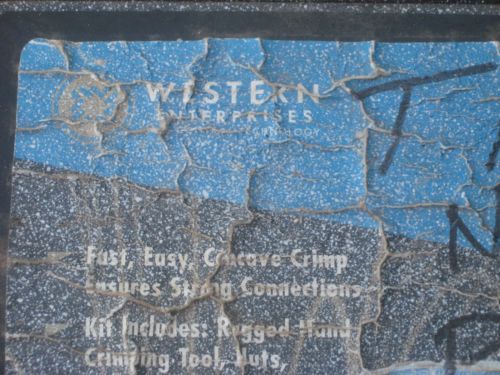 WESTERN
ENTERPRISES
T
N
Fast, Easy, Concave Crimp
Ensures Strong Connections
Kit Includes: Rugged Hand
Crimping Tool, Nuts,